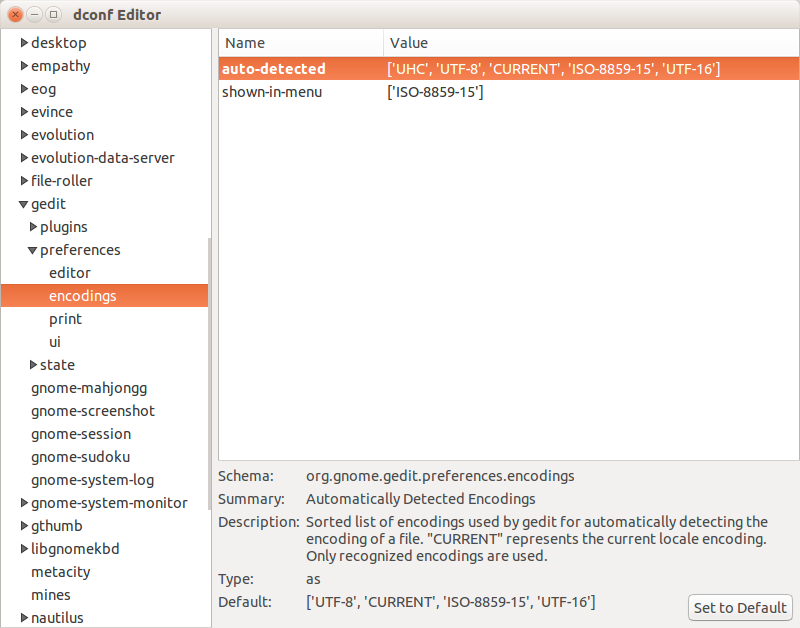 dconf Editor
desktop
empathy
eog
evince
evolution
evolution-data-server
file-roller
gedit
plugins
preferences
editor
encodings
print
ui
state
gnome-mahjongg
gnome-screenshot
gnome-session
gnome-sudoku
gnome-system-log
gnome-system-monitor
gthumb
libgnomekbd
metacity
mines
nautilus
Name Value
auto-detected ['UHC', 'UTF-8', 'CURRENT', 'ISO-8859-15', 'UTF-16']
shown-in-menu ['ISO-8859-15']
Schema: org.gnome.gedit.preferences.encodings
Summary: Automatically Detected Encodings
Description: Sorted list of encodings used by gedit for automatically detecting the
encoding of a file. "CURRENT" represents the current locale encoding.
Only recognized encodings are used.
Type: as
Default: ['UTF-8', 'CURRENT', 'ISO-8859-15', 'UTF-16']
Set to Default